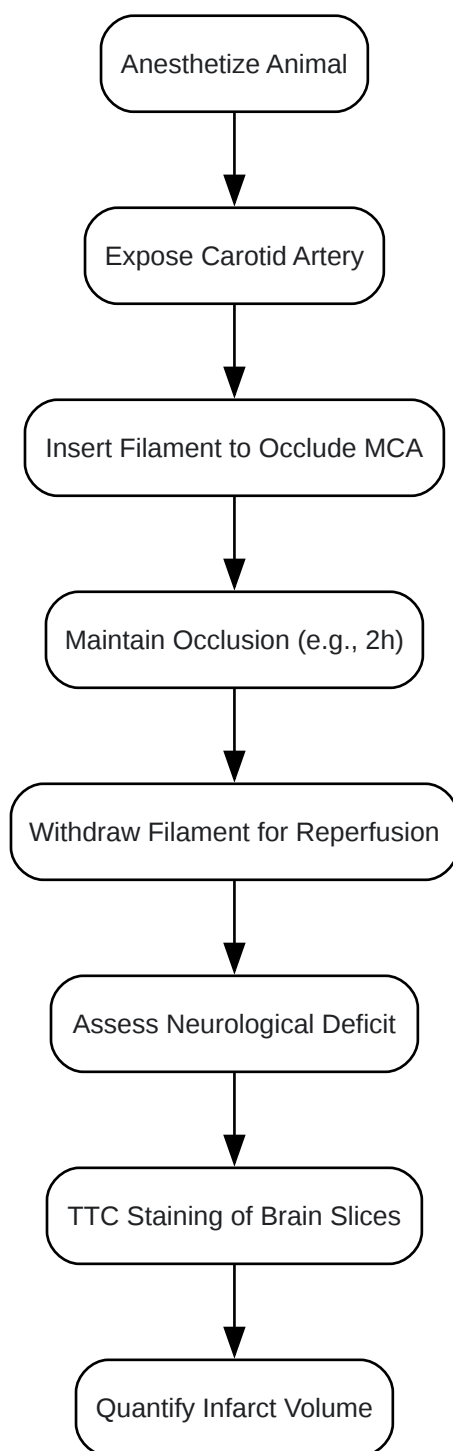 Anesthetize Animal
Expose Carotid Artery
Insert Filament to Occlude MCA
Maintain Occlusion (e.g., 2h)
Withdraw Filament for Reperfusion
Assess Neurological Deficit
TTC Staining of Brain Slices
Quantify Infarct Volume